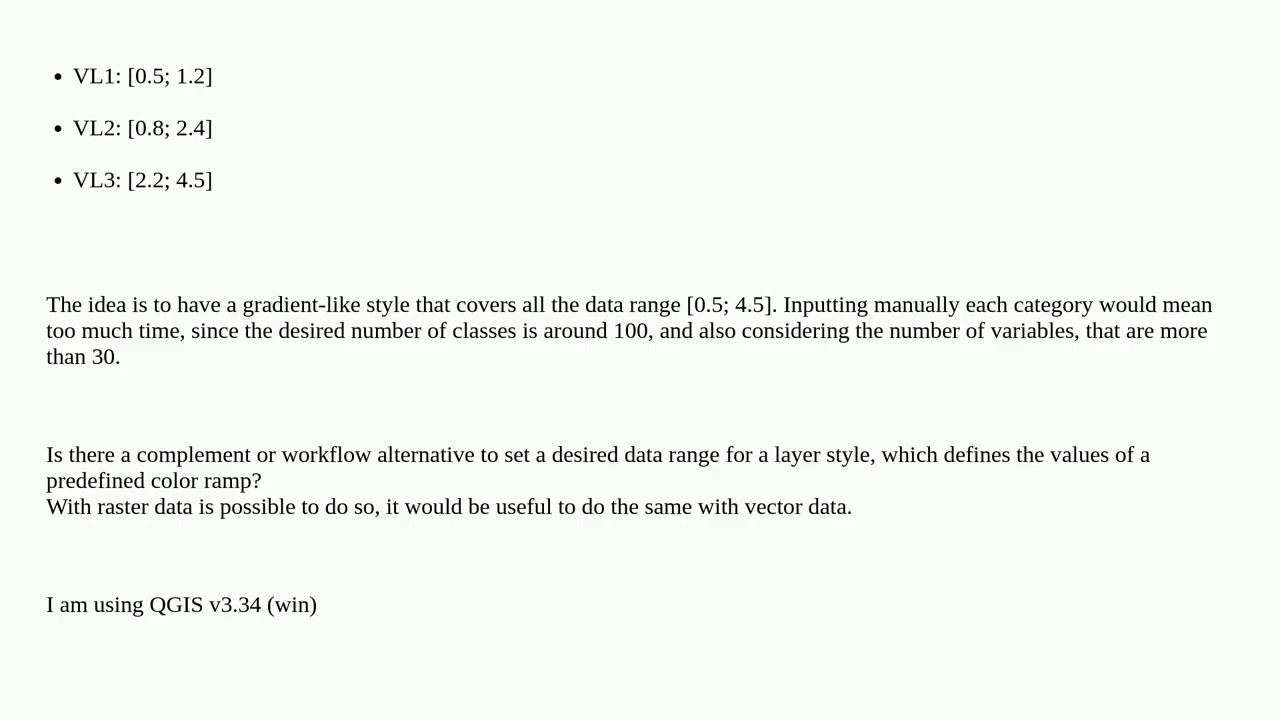 • VL1: [0.5; 1.2]
• VL2: [0.8; 2.4]
• VL3: [2.2; 4.5]
The idea is to have a gradient-like style that covers all the data range [0.5; 4.5]. Inputting manually each category would mean
too much time, since the desired number of classes is around 100, and also considering the number of variables, that are more
than 30.
Is there a complement or workflow alternative to set a desired data range for a layer style, which defines the values of a
predefined color ramp?
With raster data is possible to do so, it would be useful to do the same with vector data.
I am using QGIS v3.34 (win)